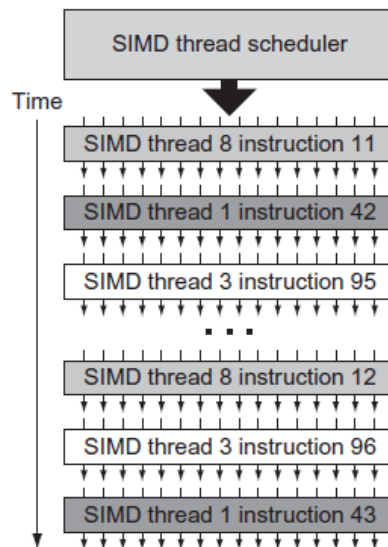 SIMD thread scheduler
Time
SIMD thread 8 instruction 11
SIMD thread 1 instruction 42
SIMD thread 3 instruction 95
. . .
SIMD thread 8 instruction 12
SIMD thread 3 instruction 96
SIMD thread 1 instruction 43